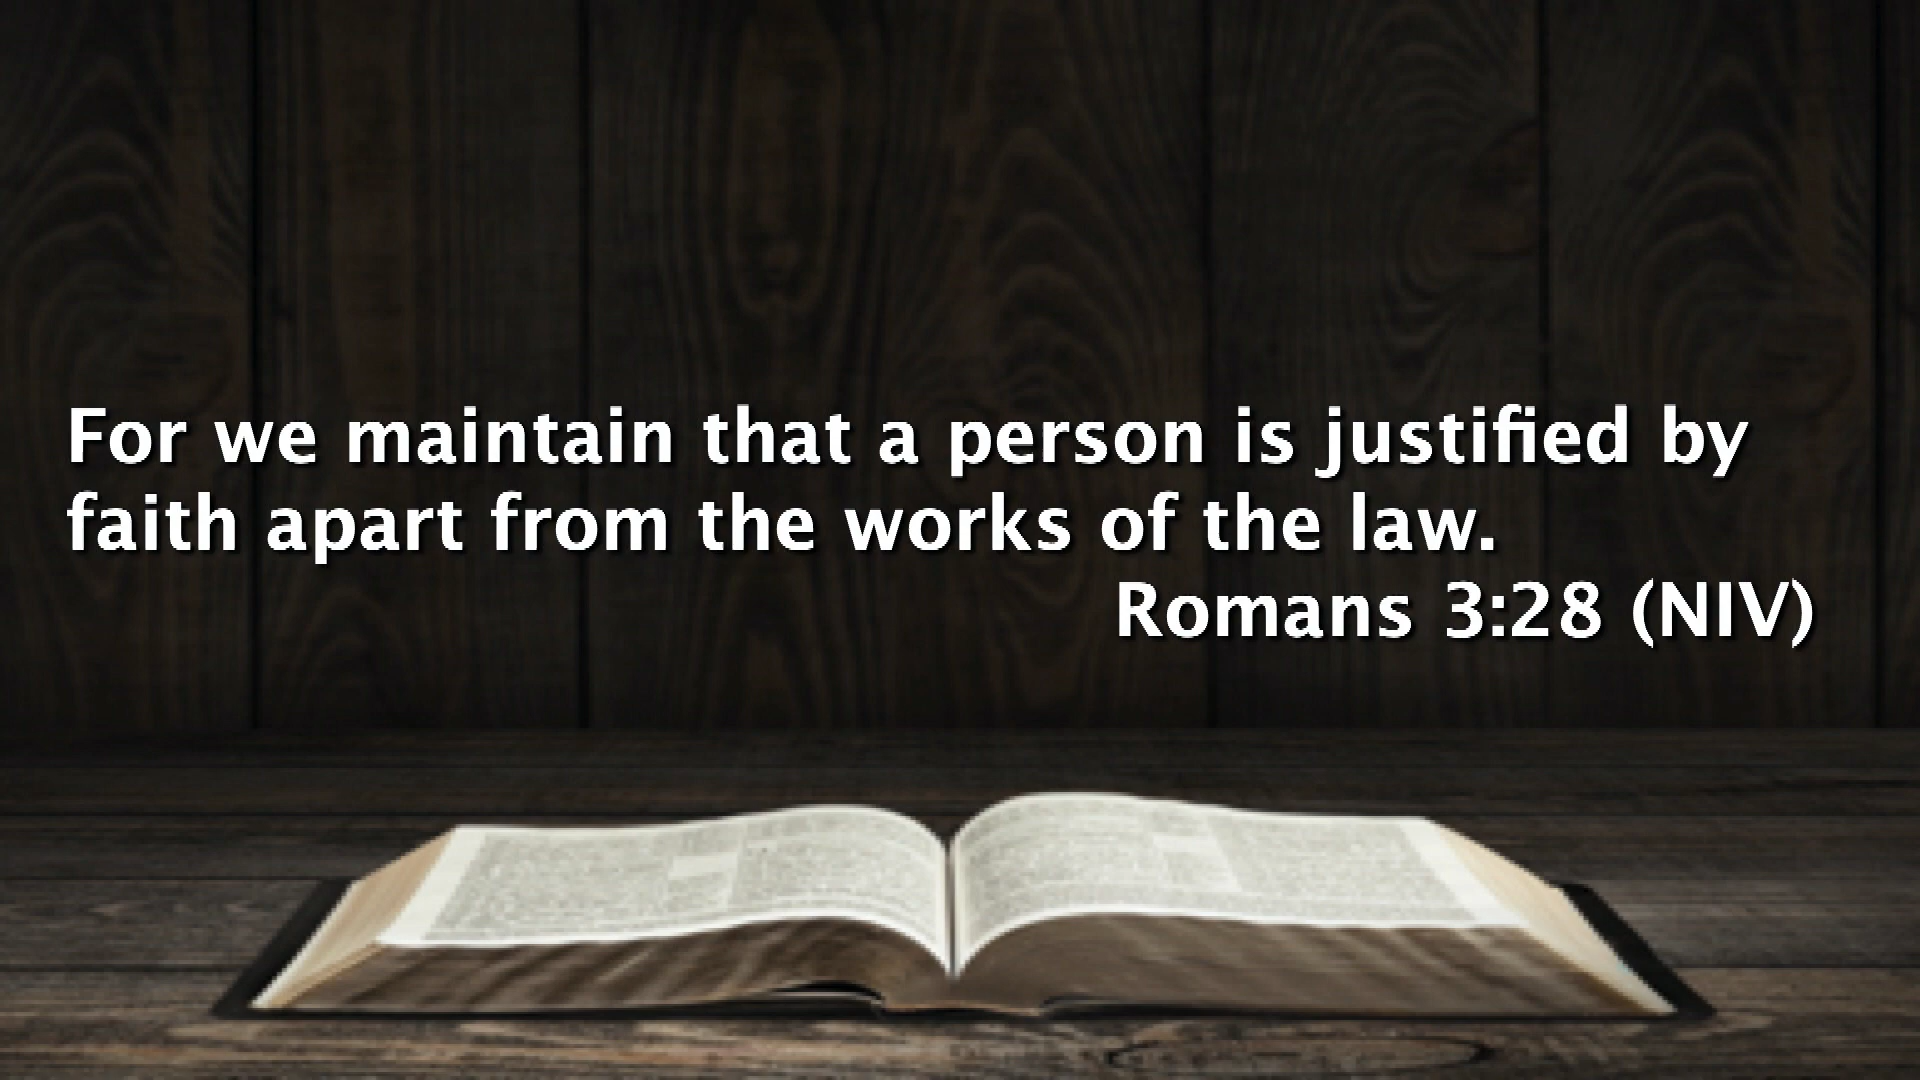 For we maintain that a person is justified by
faith apart from the works of the law.
Romans 3:28 (NIV)